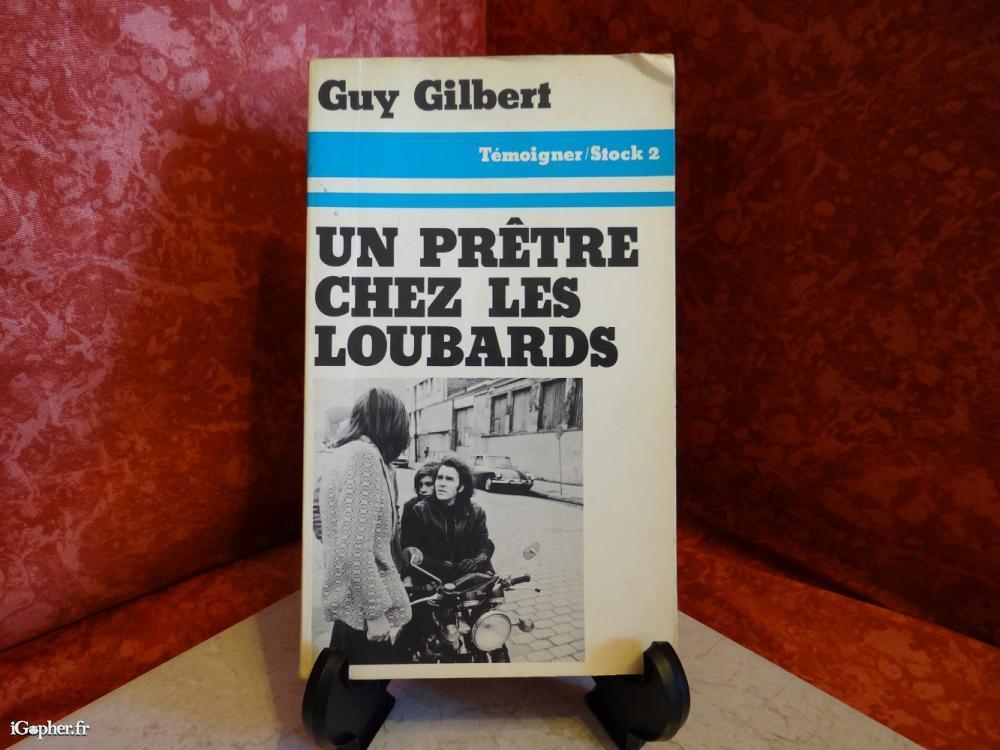 Guy Gilbert
Témoigner/Stock 2
UN PRÊTRE
CHEZ LES
LOUBARDS
iGopher.fr